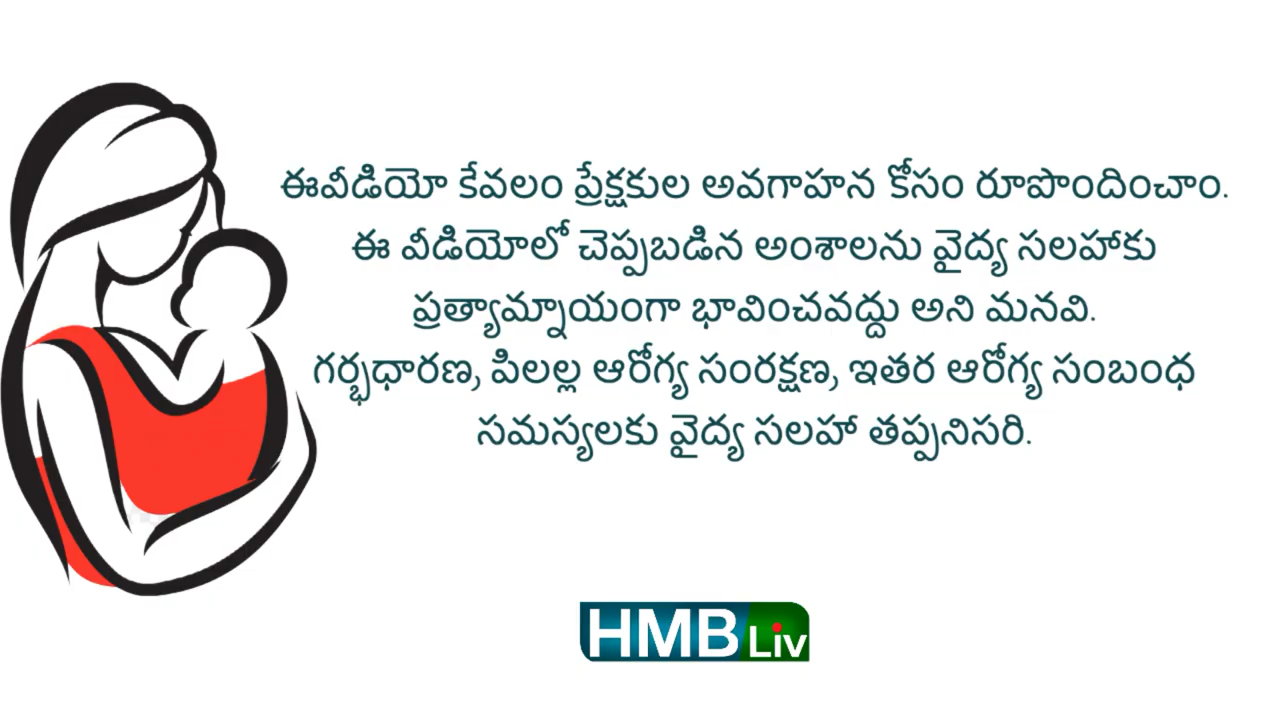 ఈవీడియో కేవలం ప్రేక్షకుల అవగాహన కోసం రూపొందించాం.
ఈ వీడియోలో చెప్పబడిన అంశాలను వైద్య సలహాకు
ప్రత్యామ్నాయంగా భావించవద్దు అని మనవి.
గర్భధారణ, పిలల్ల ఆరోగ్య సంరక్షణ, ఇతర ఆరోగ్య సంబంధ
సమస్యలకు వైద్య సలహా తప్పనిసరి.
HMB Liv